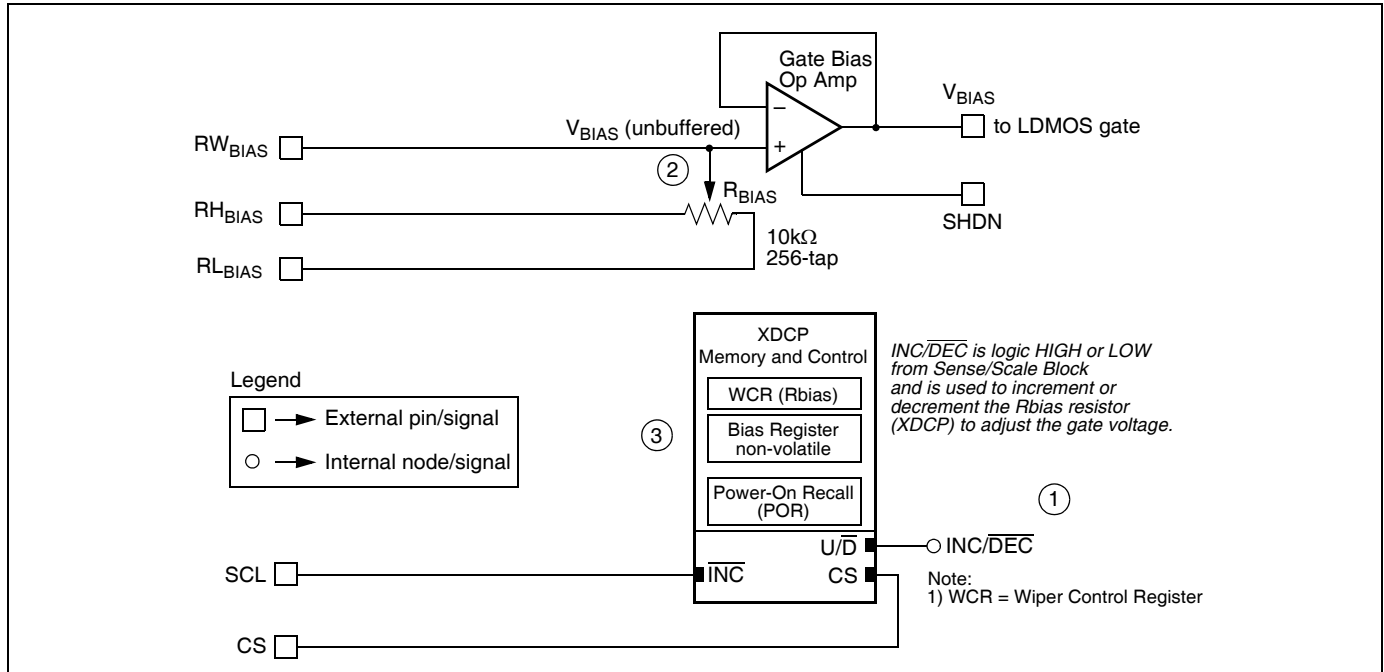 Gate Bias
Op Amp
−
+
V_BIAS
to LDMOS gate
V_BIAS (unbuffered)
RW_BIAS
2
R_BIAS
RH_BIAS
SHDN
10kΩ
256-tap
RL_BIAS
XDCP
Memory and Control
WCR (Rbias)
Bias Register
non-volatile
Power-On Recall
(POR)
INC/D̅E̅C̅ is logic HIGH or LOW
from Sense/Scale Block
and is used to increment or
decrement the Rbias resistor
(XDCP) to adjust the gate voltage.
Legend
External pin/signal
Internal node/signal
3
1
U/D̅
INC/D̅E̅C̅
SCL
I̅N̅C̅
CS
Note:
1) WCR = Wiper Control Register
CS